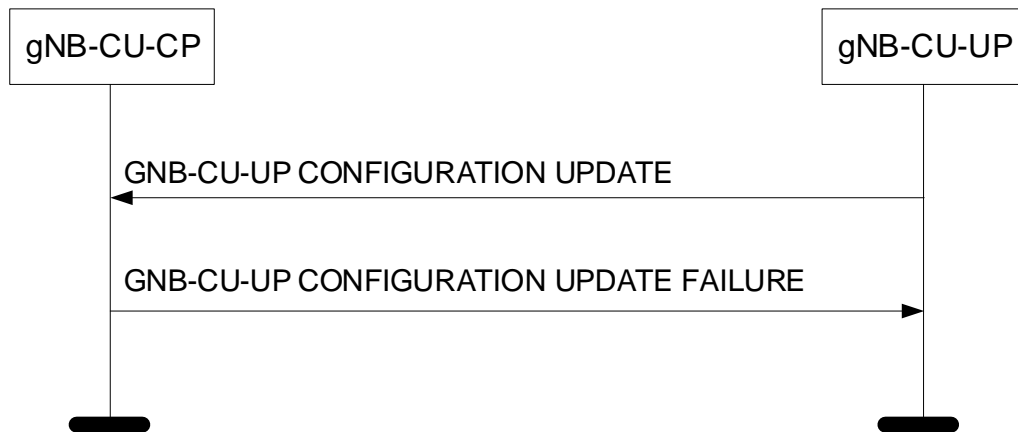 gNB-CU-CP
gNB-CU-UP
GNB-CU-UP CONFIGURATION UPDATE
GNB-CU-UP CONFIGURATION UPDATE FAILURE